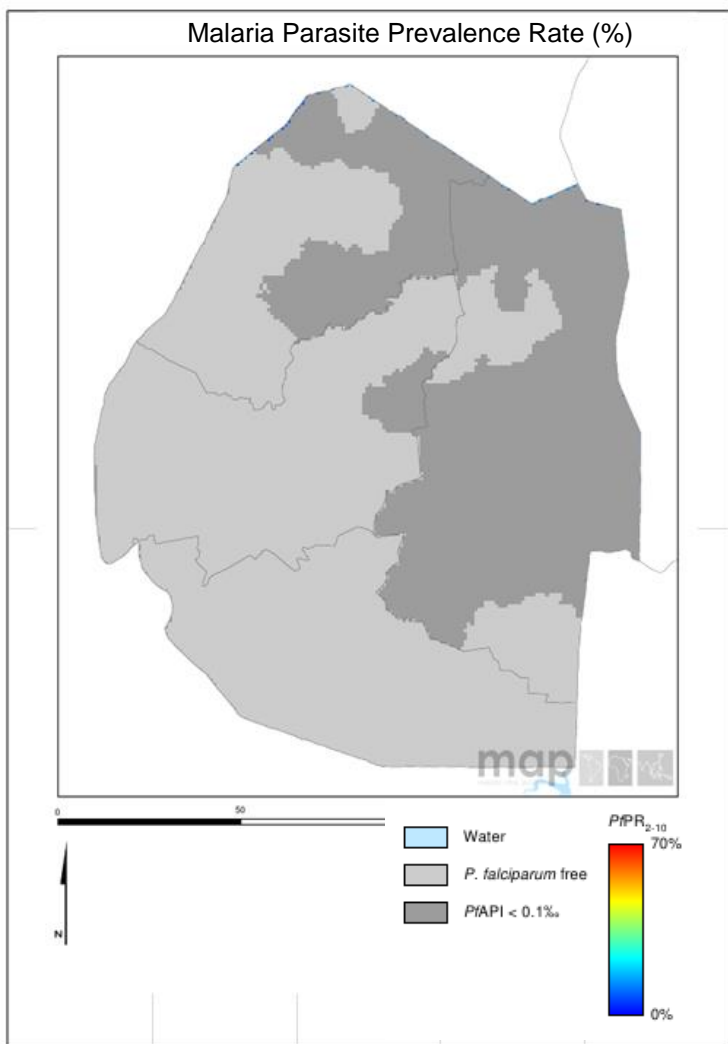 Malaria Parasite Prevalence Rate (%)
map
0
50
N
Water
P. falciparum free
PfAPI < 0.1‰
PfPR2-10
70%
0%